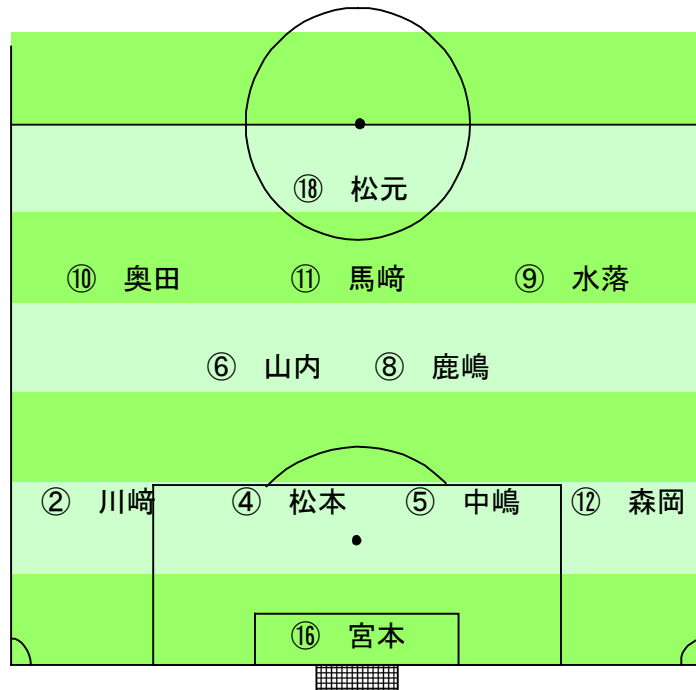 ⑱ 松元
⑩ 奥田 ⑪ 馬﨑 ⑨ 水落
⑥ 山内 ⑧ 鹿嶋
② 川﨑 ④ 松本 ⑤ 中嶋 ⑫ 森岡
⑯ 宮本